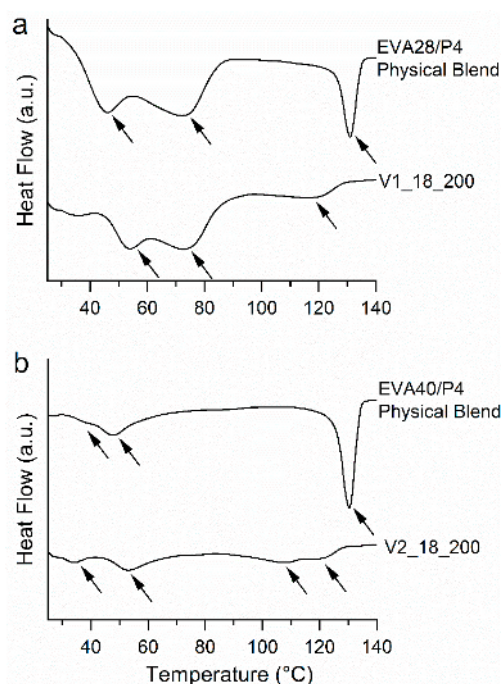 a
EVA28/P4
Physical Blend
V1_18_200
Heat Flow (a.u.)
40 60 80 100 120 140
b
EVA40/P4
Physical Blend
V2_18_200
Heat Flow (a.u.)
40 60 80 100 120 140
Temperature (°C)